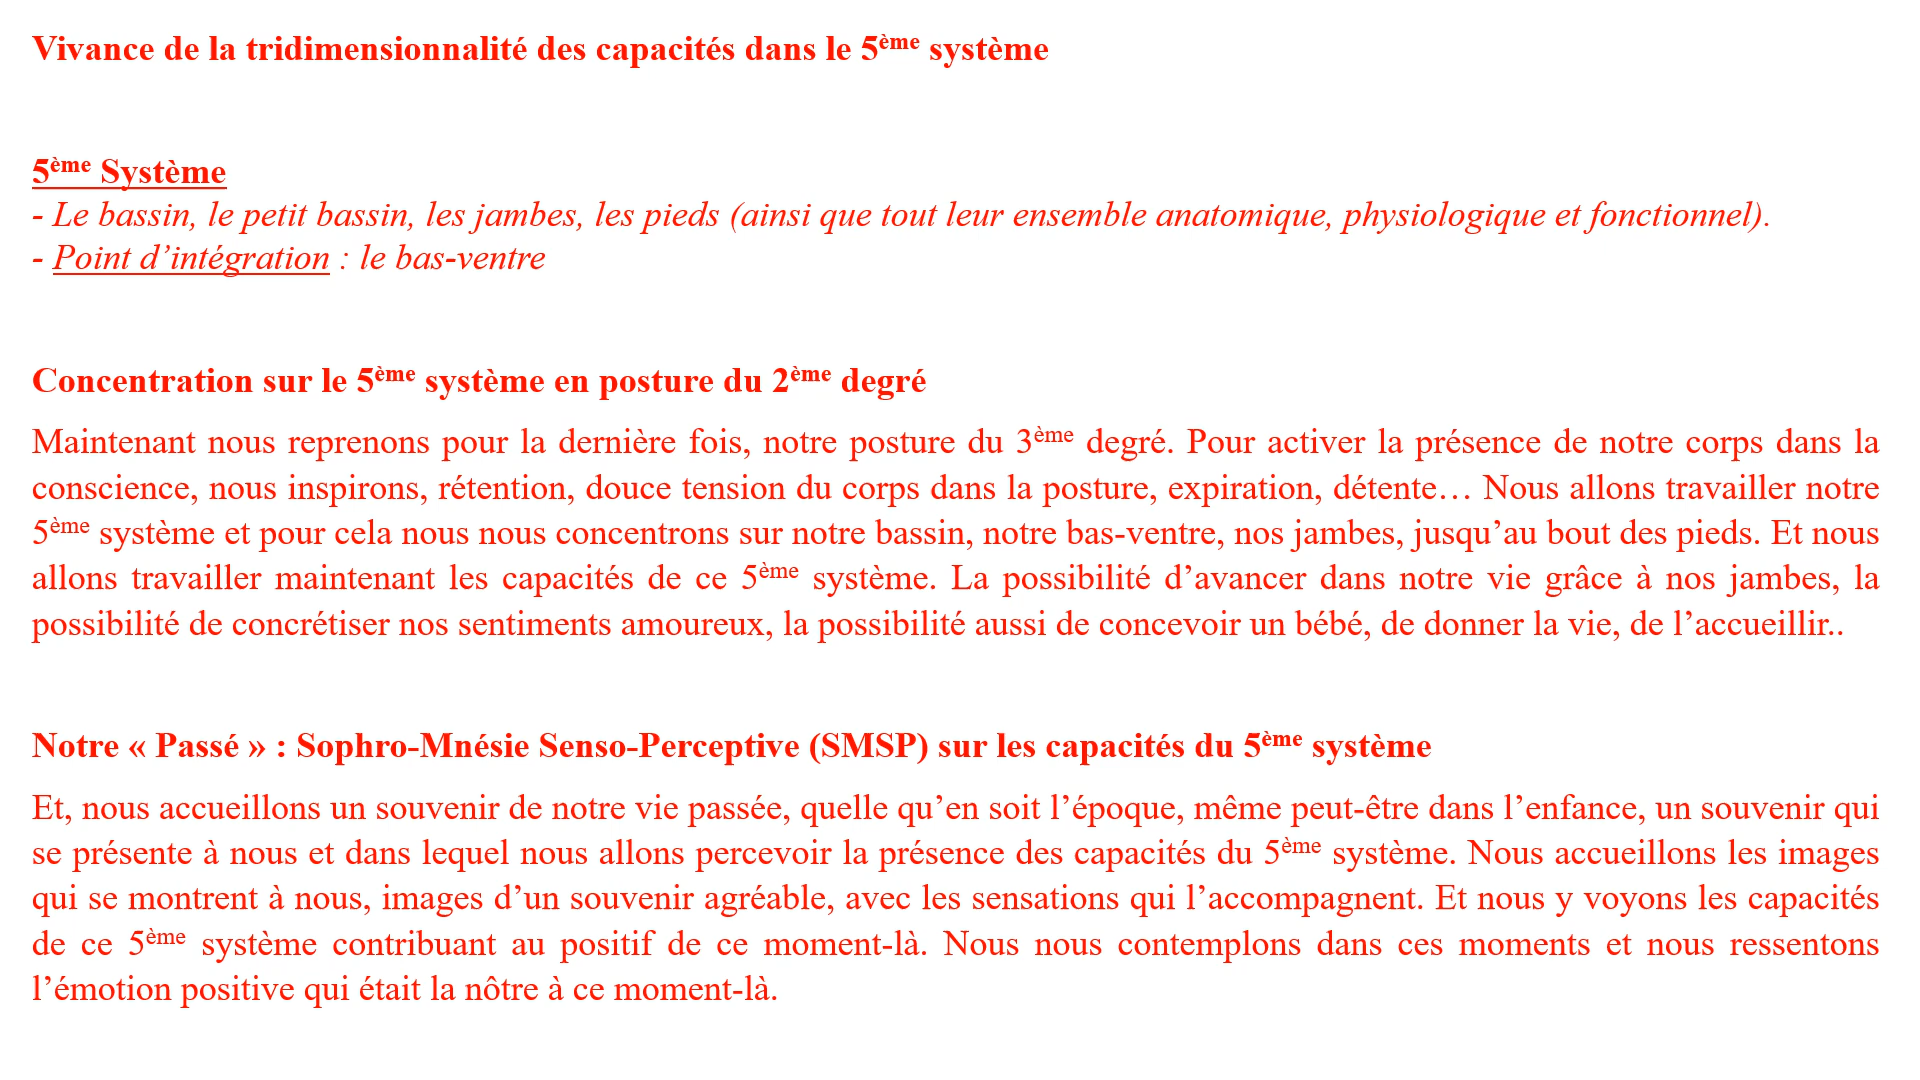 Vivance de la tridimensionnalité des capacités dans le 5ème système
5ème Système
- Le bassin, le petit bassin, les jambes, les pieds (ainsi que tout leur ensemble anatomique, physiologique et fonctionnel).
- Point d’intégration : le bas-ventre
Concentration sur le 5ème système en posture du 2ème degré
Maintenant nous reprenons pour la dernière fois, notre posture du 3ème degré. Pour activer la présence de notre corps dans la
conscience, nous inspirons, rétention, douce tension du corps dans la posture, expiration, détente… Nous allons travailler notre
5ème système et pour cela nous nous concentrons sur notre bassin, notre bas-ventre, nos jambes, jusqu’au bout des pieds. Et nous
allons travailler maintenant les capacités de ce 5ème système. La possibilité d’avancer dans notre vie grâce à nos jambes, la
possibilité de concrétiser nos sentiments amoureux, la possibilité aussi de concevoir un bébé, de donner la vie, de l’accueillir..
Notre « Passé » : Sophro-Mnésie Senso-Perceptive (SMSP) sur les capacités du 5ème système
Et, nous accueillons un souvenir de notre vie passée, quelle qu’en soit l’époque, même peut-être dans l’enfance, un souvenir qui
se présente à nous et dans lequel nous allons percevoir la présence des capacités du 5ème système. Nous accueillons les images
qui se montrent à nous, images d’un souvenir agréable, avec les sensations qui l’accompagnent. Et nous y voyons les capacités
de ce 5ème système contribuant au positif de ce moment-là. Nous nous contemplons dans ces moments et nous ressentons
l’émotion positive qui était la nôtre à ce moment-là.